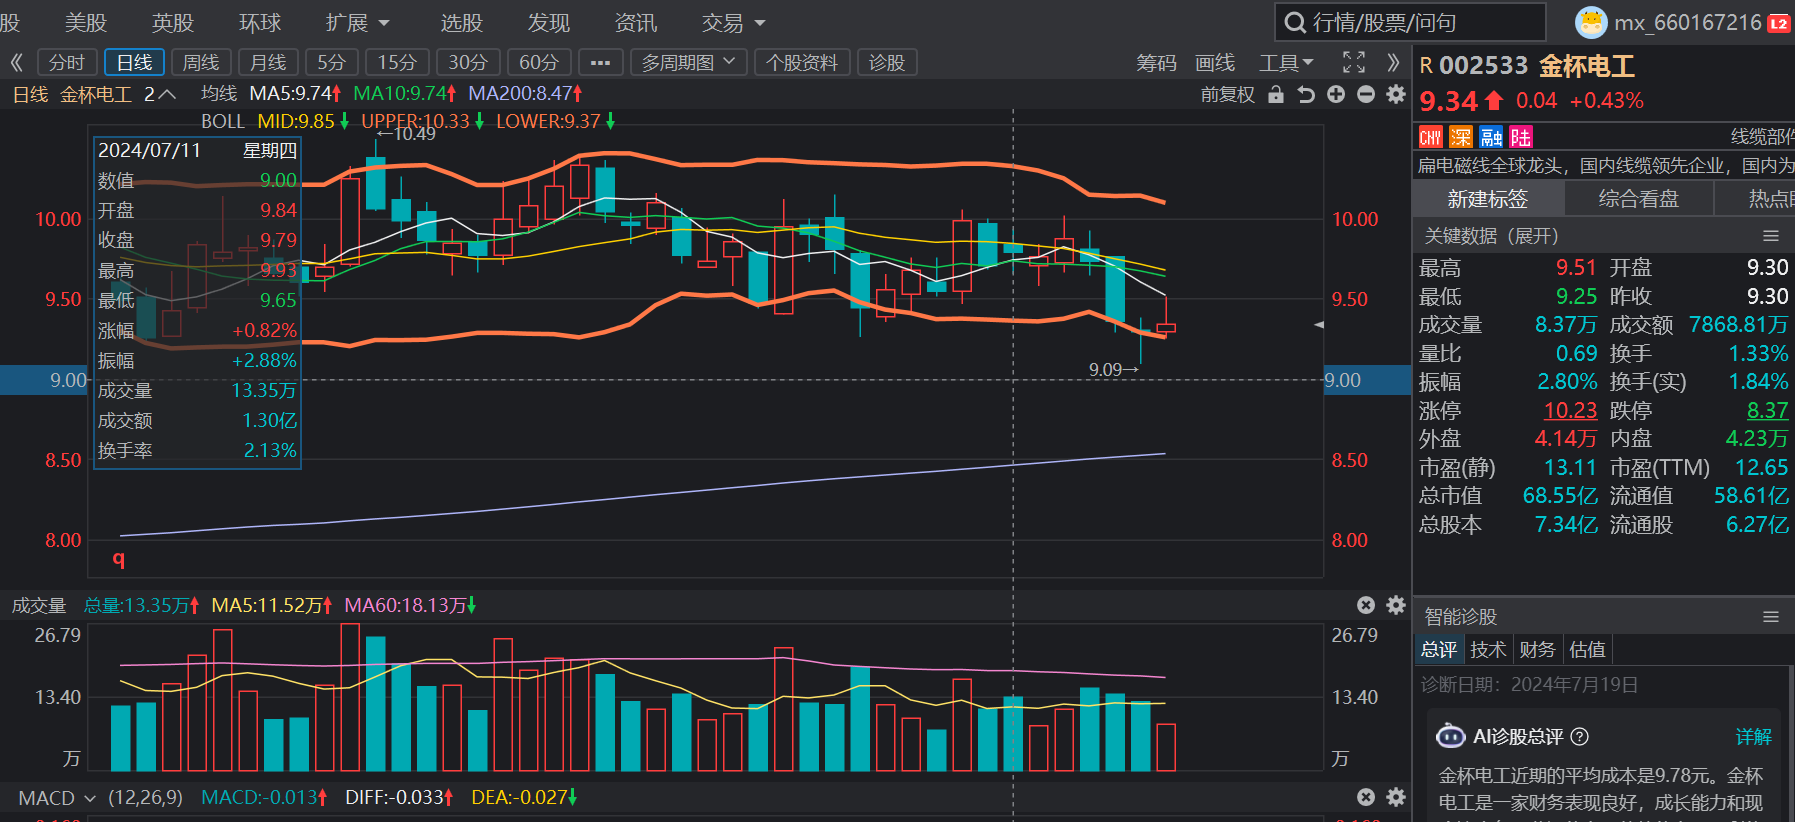 股 美股 英股 环球 扩展 选股 发现 资讯 交易 行情/股票/问句 mx_660167216 L2
分时 日线 周线 月线 5分 15分 30分 60分 ••• 多周期图 个股资料 诊股 筹码 画线 工具
日线 金杯电工 2 均线 MA5:9.74 MA10:9.74 MA200:8.47 前复权
BOLL MID:9.85 UPPER:10.33 LOWER:9.37
←10.49
2024/07/11 星期四
数值 9.00
开盘 9.84
收盘 9.79
最高 9.93
最低 9.65
涨幅 +0.82%
振幅 +2.88%
成交量 13.35万
成交额 1.30亿
换手率 2.13%
10.00 10.00
9.50 9.50
9.09→
9.00 9.00
8.50 8.50
8.00 8.00
q
成交量 总量:13.35万 MA5:11.52万 MA60:18.13万
26.79 26.79
13.40 13.40
万 万
MACD (12,26,9) MACD:-0.013 DIFF:-0.033 DEA:-0.027
R 002533 金杯电工
9.34 0.04 +0.43%
CNY 深 融 陆 线缆部件
扁电磁线全球龙头，国内线缆领先企业，国内为
新建标签 综合看盘 热点
关键数据（展开）
最高 9.51 开盘 9.30
最低 9.25 昨收 9.30
成交量 8.37万 成交额 7868.81万
量比 0.69 换手 1.33%
振幅 2.80% 换手(实) 1.84%
涨停 10.23 跌停 8.37
外盘 4.14万 内盘 4.23万
市盈(静) 13.11 市盈(TTM) 12.65
总市值 68.55亿 流通值 58.61亿
总股本 7.34亿 流通股 6.27亿
智能诊股
总评 技术 财务 估值
诊断日期：2024年7月19日
AI诊股总评 ? 详解
金杯电工近期的平均成本是9.78元。金杯
电工是一家财务表现良好，成长能力和现